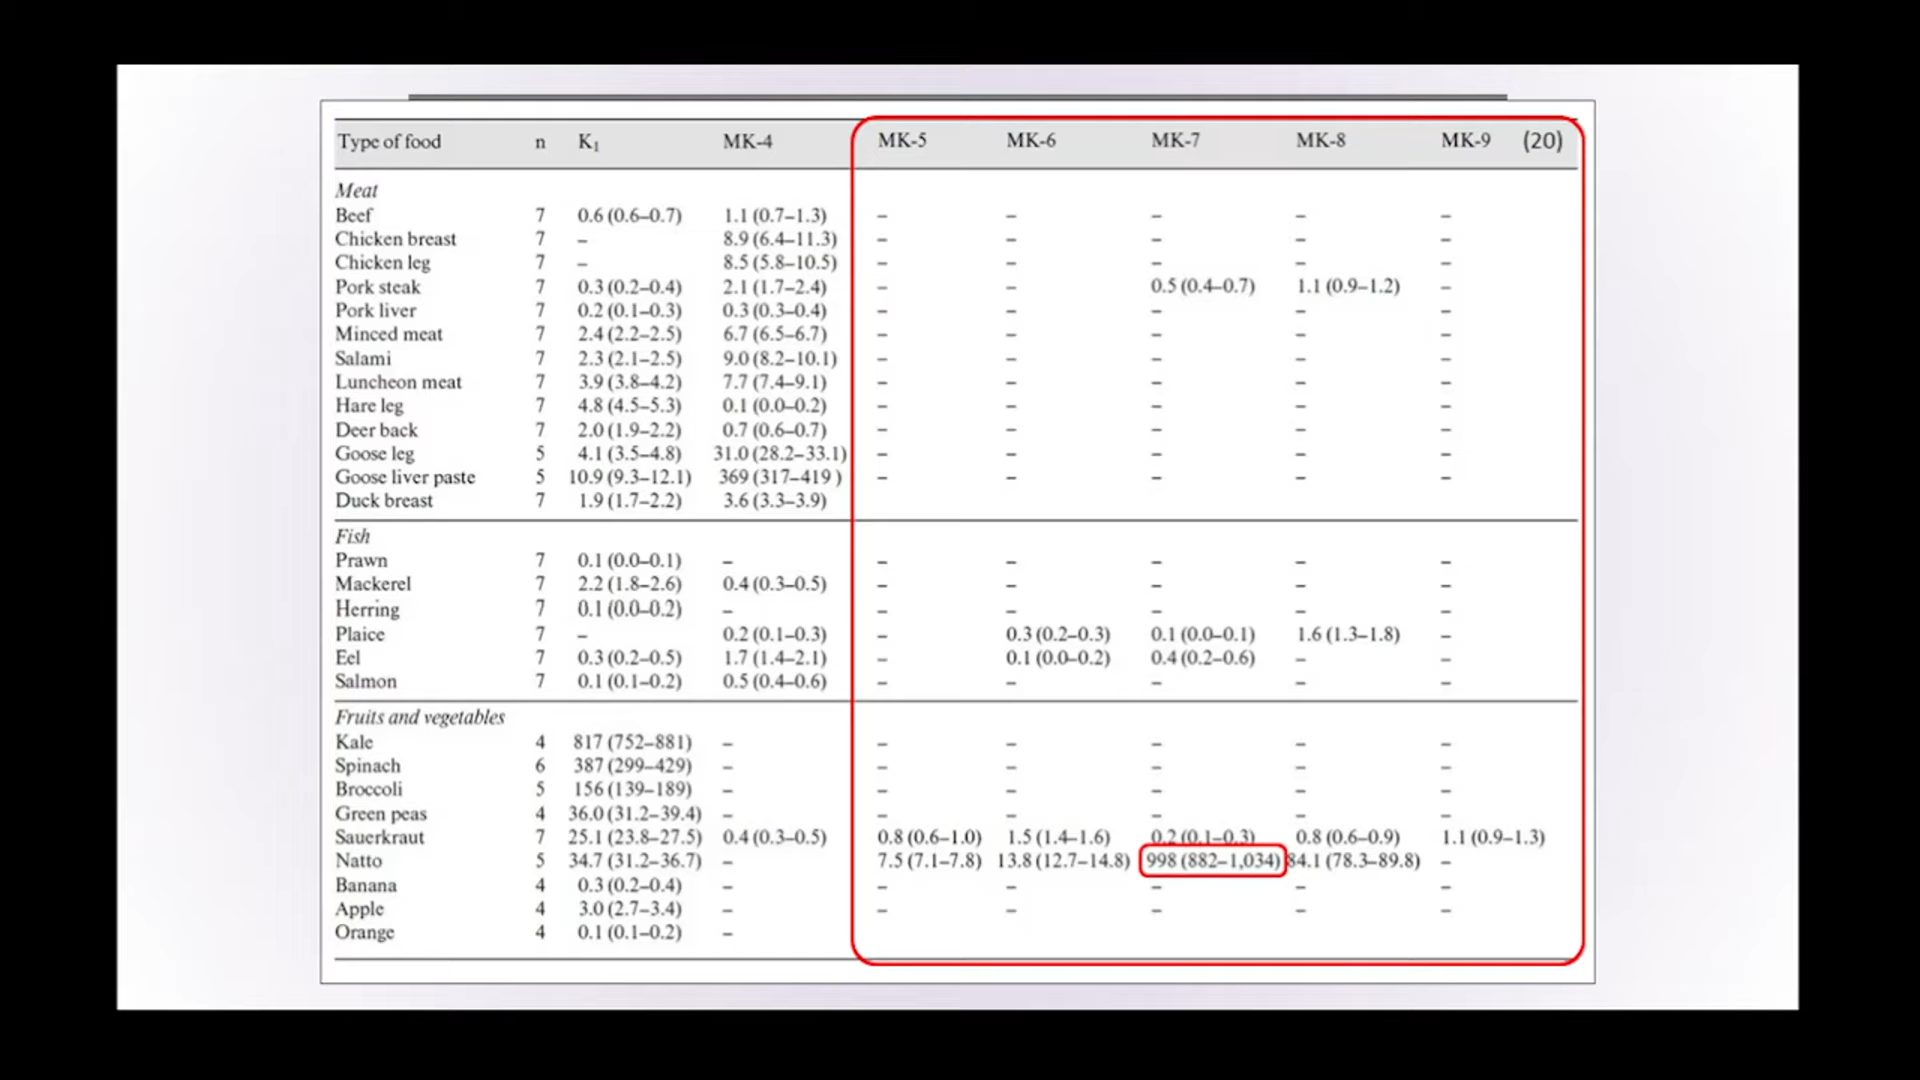 Type of food n K1 MK-4 MK-5 MK-6 MK-7 MK-8 MK-9 (20)
Meat
Beef 7 0.6 (0.6–0.7) 1.1 (0.7–1.3) – – – – –
Chicken breast 7 – 8.9 (6.4–11.3) – – – – –
Chicken leg 7 – 8.5 (5.8–10.5) – – – – –
Pork steak 7 0.3 (0.2–0.4) 2.1 (1.7–2.4) – – 0.5 (0.4–0.7) 1.1 (0.9–1.2) –
Pork liver 7 0.2 (0.1–0.3) 0.3 (0.3–0.4) – – – – –
Minced meat 7 2.4 (2.2–2.5) 6.7 (6.5–6.7) – – – – –
Salami 7 2.3 (2.1–2.5) 9.0 (8.2–10.1) – – – – –
Luncheon meat 7 3.9 (3.8–4.2) 7.7 (7.4–9.1) – – – – –
Hare leg 7 4.8 (4.5–5.3) 0.1 (0.0–0.2) – – – – –
Deer back 7 2.0 (1.9–2.2) 0.7 (0.6–0.7) – – – – –
Goose leg 5 4.1 (3.5–4.8) 31.0 (28.2–33.1) – – – – –
Goose liver paste 5 10.9 (9.3–12.1) 369 (317–419 ) – – – – –
Duck breast 7 1.9 (1.7–2.2) 3.6 (3.3–3.9)
Fish
Prawn 7 0.1 (0.0–0.1) – – – – – –
Mackerel 7 2.2 (1.8–2.6) 0.4 (0.3–0.5) – – – – –
Herring 7 0.1 (0.0–0.2) – – – – – –
Plaice 7 – 0.2 (0.1–0.3) – 0.3 (0.2–0.3) 0.1 (0.0–0.1) 1.6 (1.3–1.8) –
Eel 7 0.3 (0.2–0.5) 1.7 (1.4–2.1) – 0.1 (0.0–0.2) 0.4 (0.2–0.6) – –
Salmon 7 0.1 (0.1–0.2) 0.5 (0.4–0.6) – – – – –
Fruits and vegetables
Kale 4 817 (752–881) – – – – – –
Spinach 6 387 (299–429) – – – – – –
Broccoli 5 156 (139–189) – – – – – –
Green peas 4 36.0 (31.2–39.4) – – – – – –
Sauerkraut 7 25.1 (23.8–27.5) 0.4 (0.3–0.5) 0.8 (0.6–1.0) 1.5 (1.4–1.6) 0.2 (0.1–0.3) 0.8 (0.6–0.9) 1.1 (0.9–1.3)
Natto 5 34.7 (31.2–36.7) – 7.5 (7.1–7.8) 13.8 (12.7–14.8) 998 (882–1,034) 84.1 (78.3–89.8) –
Banana 4 0.3 (0.2–0.4) – – – – – –
Apple 4 3.0 (2.7–3.4) – – – – – –
Orange 4 0.1 (0.1–0.2) –